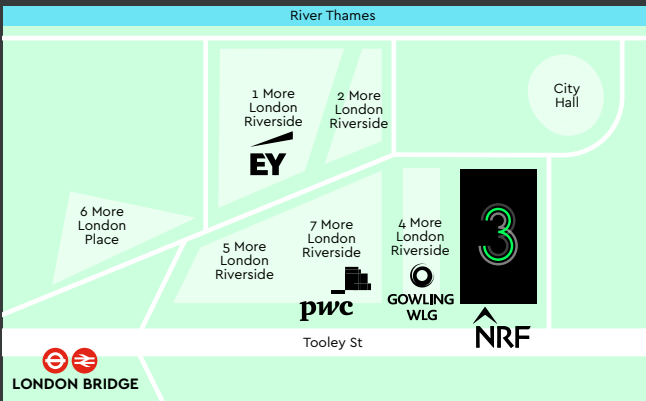 River Thames
1 More
London
Riverside
EY
2 More
London
Riverside
City
Hall
6 More
London
Place
5 More
London
Riverside
7 More
London
Riverside
pwc
4 More
London
Riverside
GOWLING
WLG
3
NRF
Tooley St
LONDON BRIDGE